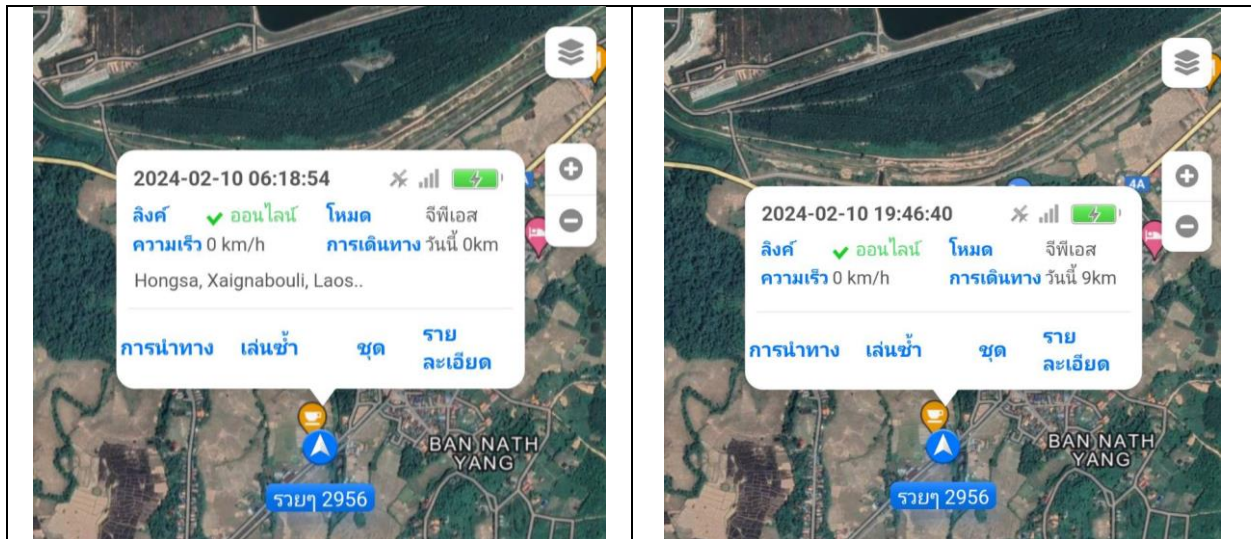 2024-02-10 06:18:54
ลิงค์ ออนไลน์ โหมด จีพีเอส
ความเร็ว 0 km/h การเดินทาง วันนี้ 0km
Hongsa, Xaignabouli, Laos..
การนำทาง เล่นซ้ำ ชุด ราย
ละเอียด
BAN NATH
YANG
รวยๆ 2956
4A
2024-02-10 19:46:40
ลิงค์ ออนไลน์ โหมด จีพีเอส
ความเร็ว 0 km/h การเดินทาง วันนี้ 9km
การนำทาง เล่นซ้ำ ชุด ราย
ละเอียด
BAN NATH
YANG
รวยๆ 2956